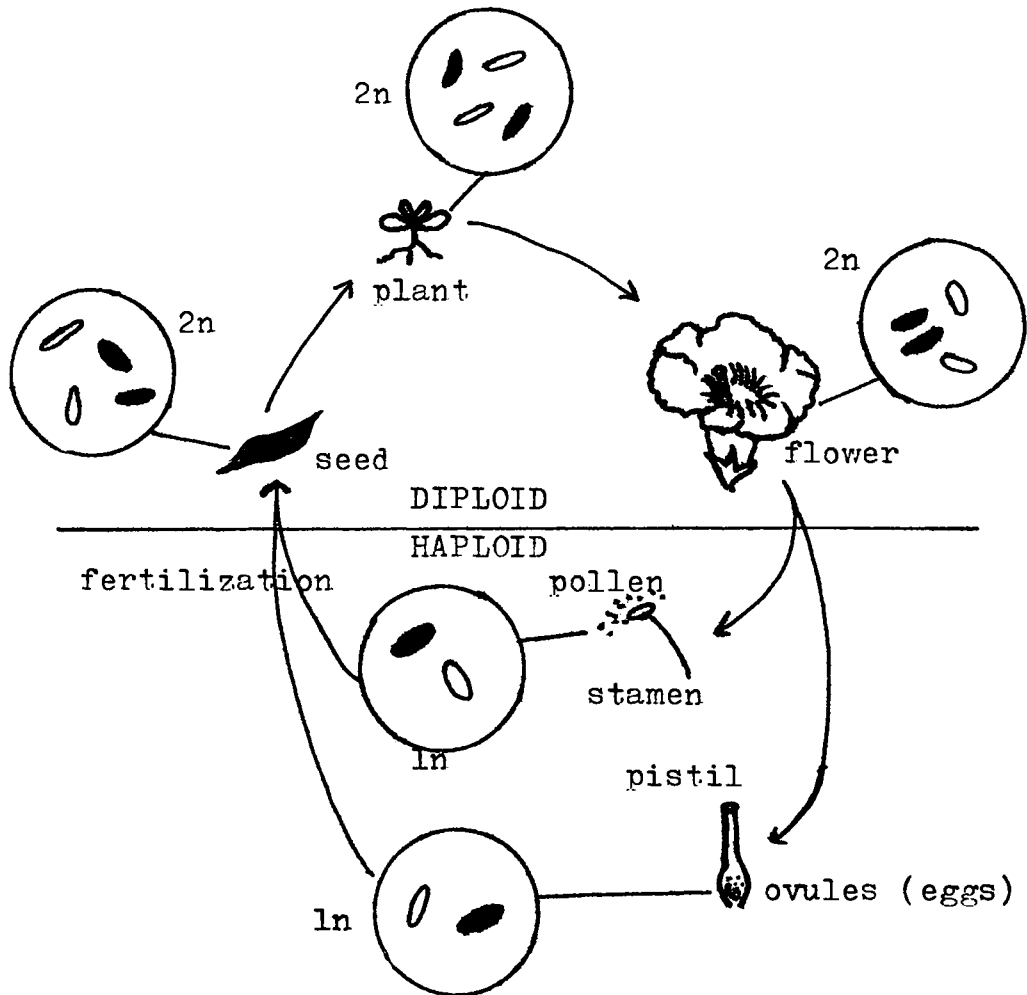 2n
2n
plant
2n
seed
flower
DIPLOID
HAPLOID
fertilization
pollen
stamen
1n
pistil
ovules (eggs)
1n